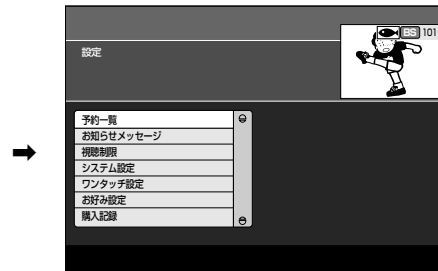 BS 101
設定
予約一覧
お知らせメッセージ
視聴制限
システム設定
ワンタッチ設定
お好み設定
購入記録